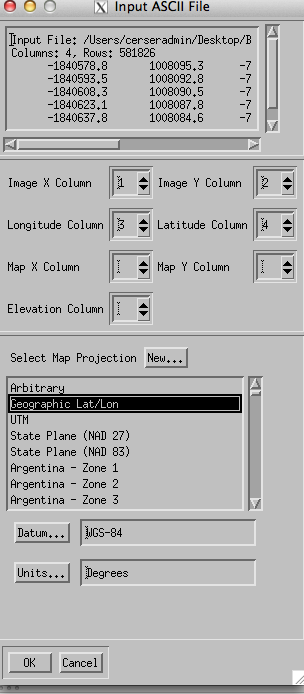 Input ASCII File
Input File: /Users/cerseradmin/Desktop/B
Columns: 4, Rows: 581826
-1840578.8 1008095.3 -7
-1840593.5 1008092.8 -7
-1840608.3 1008090.5 -7
-1840623.1 1008087.8 -7
-1840637.8 1008084.6 -7
Image X Column 1 Image Y Column 2
Longitude Column 3 Latitude Column 4
Map X Column Map Y Column
Elevation Column
Select Map Projection New...
Arbitrary
Geographic Lat/Lon
UTM
State Plane (NAD 27)
State Plane (NAD 83)
Argentina - Zone 1
Argentina - Zone 2
Argentina - Zone 3
Datum... WGS-84
Units... Degrees
OK Cancel